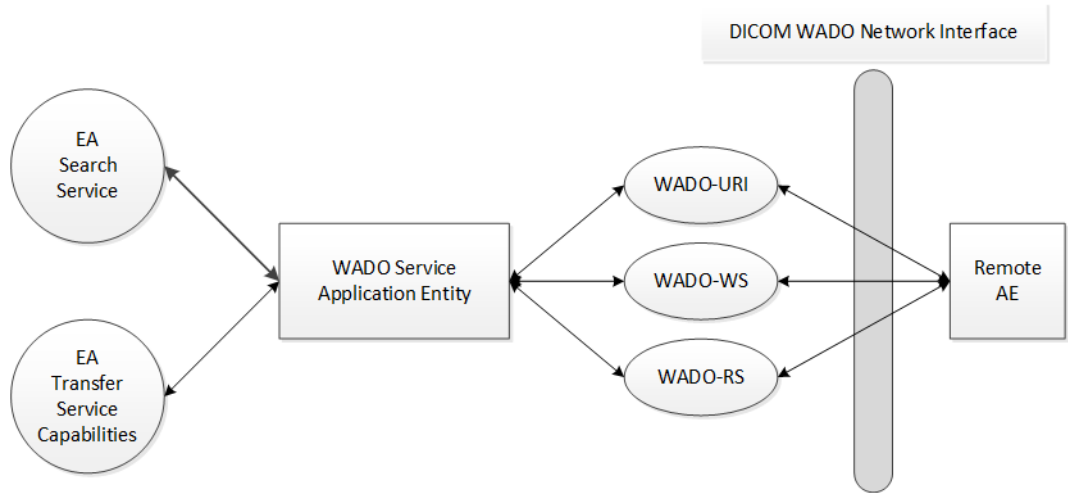 DICOM WADO Network Interface
EA
Search
Service
WADO Service
Application Entity
EA
Transfer
Service
Capabilities
WADO-URI
WADO-WS
WADO-RS
Remote
AE